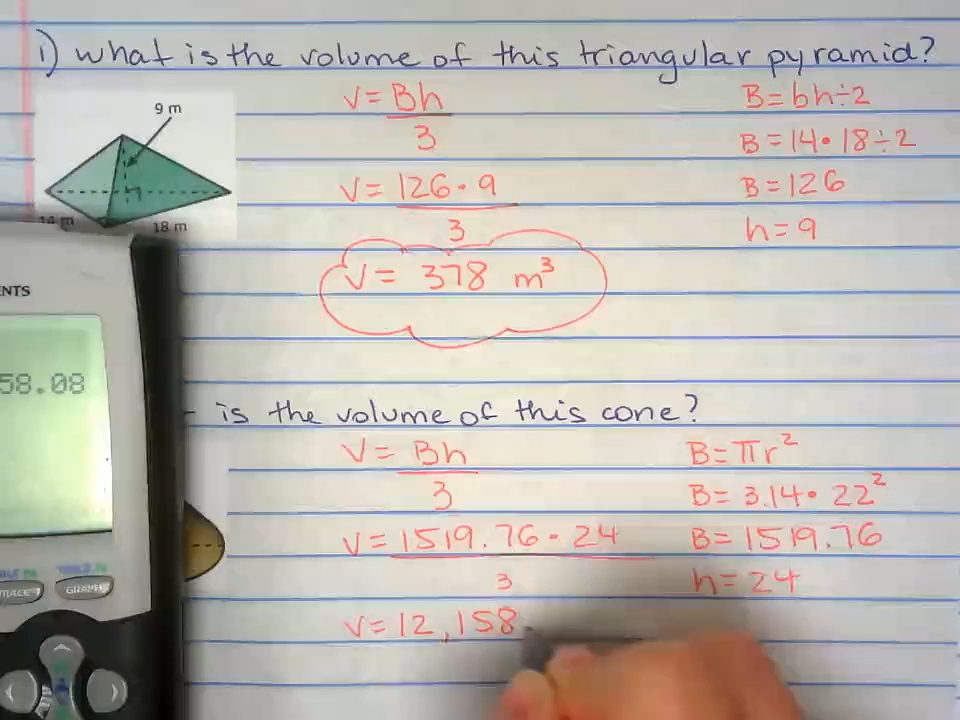 1) what is the volume of this triangular pyramid?
9 m
14 m
18 m
V = Bh
3
V = 126 • 9
3
V = 378 m³
B = bh ÷ 2
B = 14 • 18 ÷ 2
B = 126
h = 9
NTS
58.08
is the volume of this cone?
V = Bh
3
V = 1519.76 • 24
3
V = 12,158
B = πr²
B = 3.14 • 22²
B = 1519.76
h = 24
TRACE
GRAPH